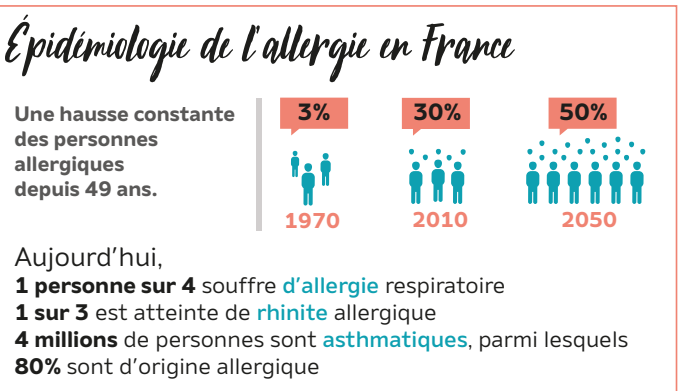 Épidémiologie de l'allergie en France
Une hausse constante
des personnes
allergiques
depuis 49 ans.
3%
30%
50%
1970
2010
2050
Aujourd'hui,
1 personne sur 4 souffre d'allergie respiratoire
1 sur 3 est atteinte de rhinite allergique
4 millions de personnes sont asthmatiques, parmi lesquels
80% sont d'origine allergique